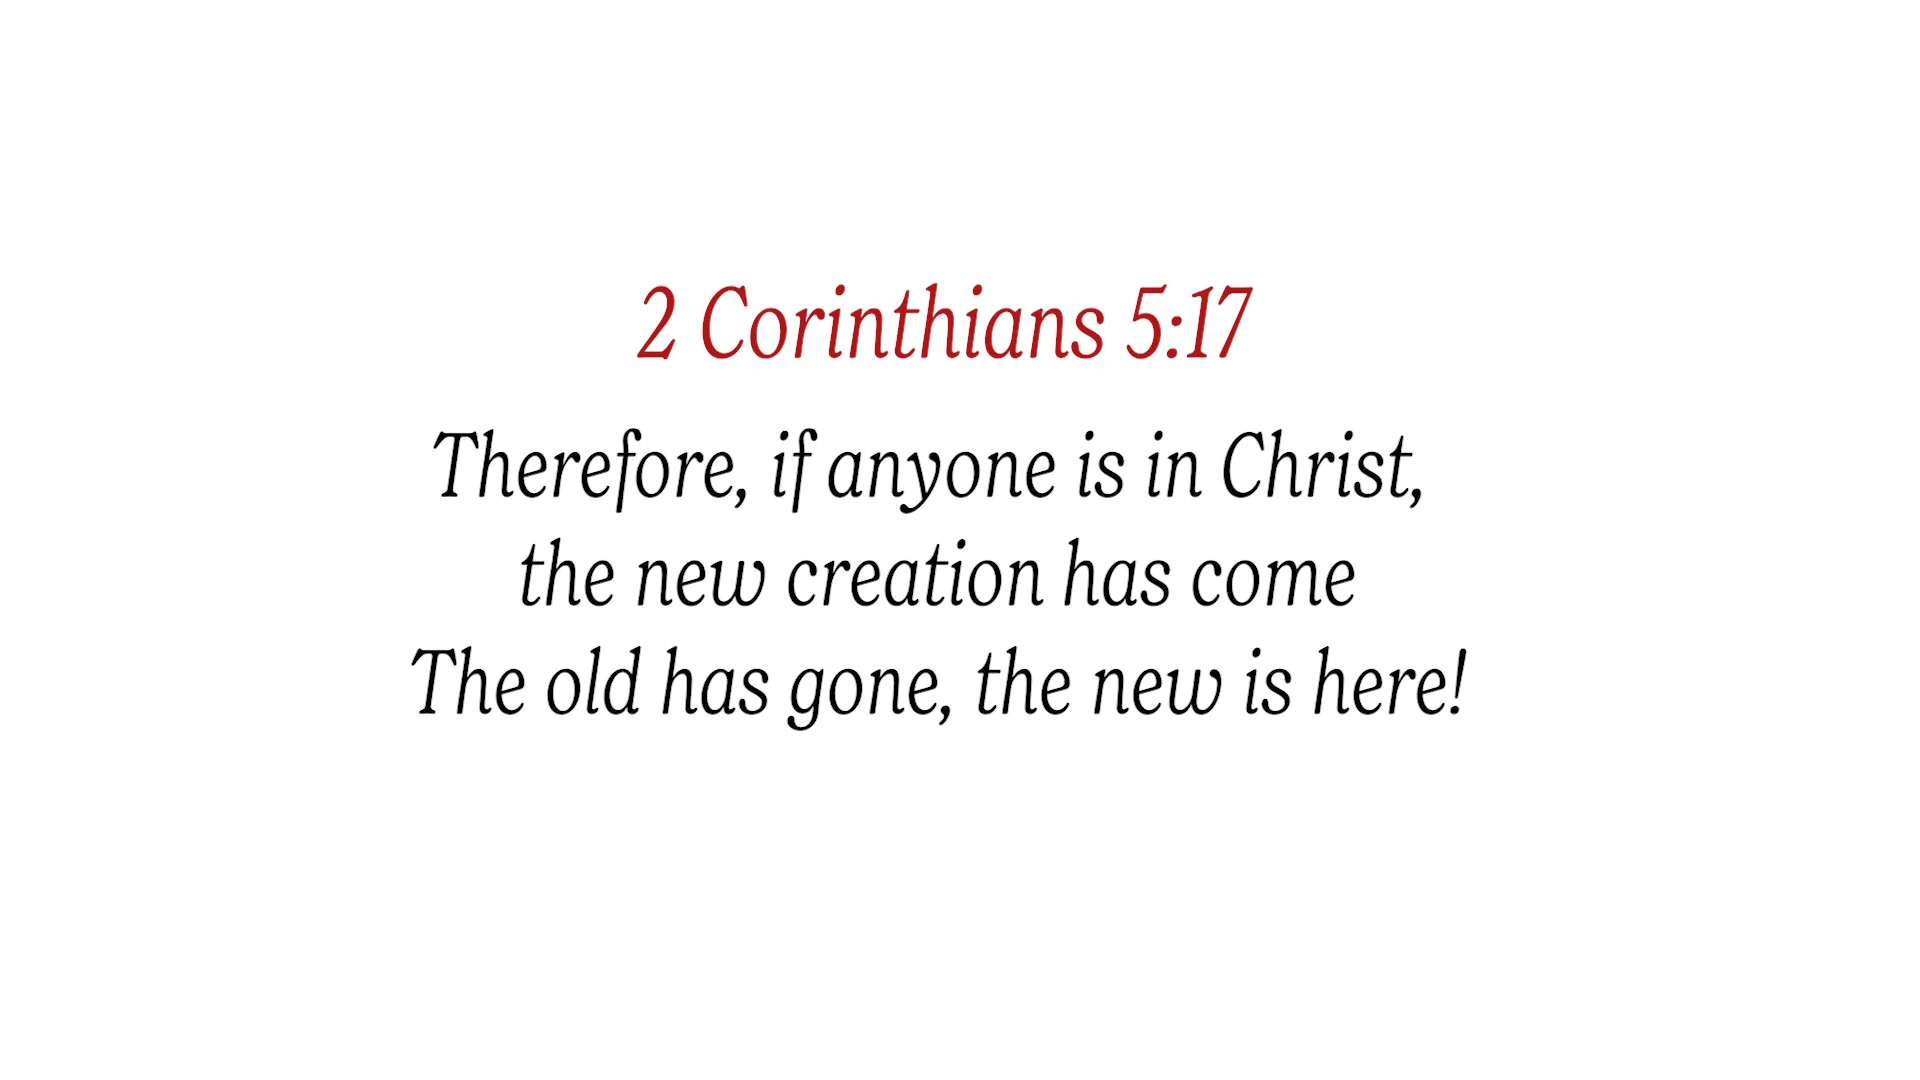 2 Corinthians 5:17
Therefore, if anyone is in Christ,
the new creation has come
The old has gone, the new is here!